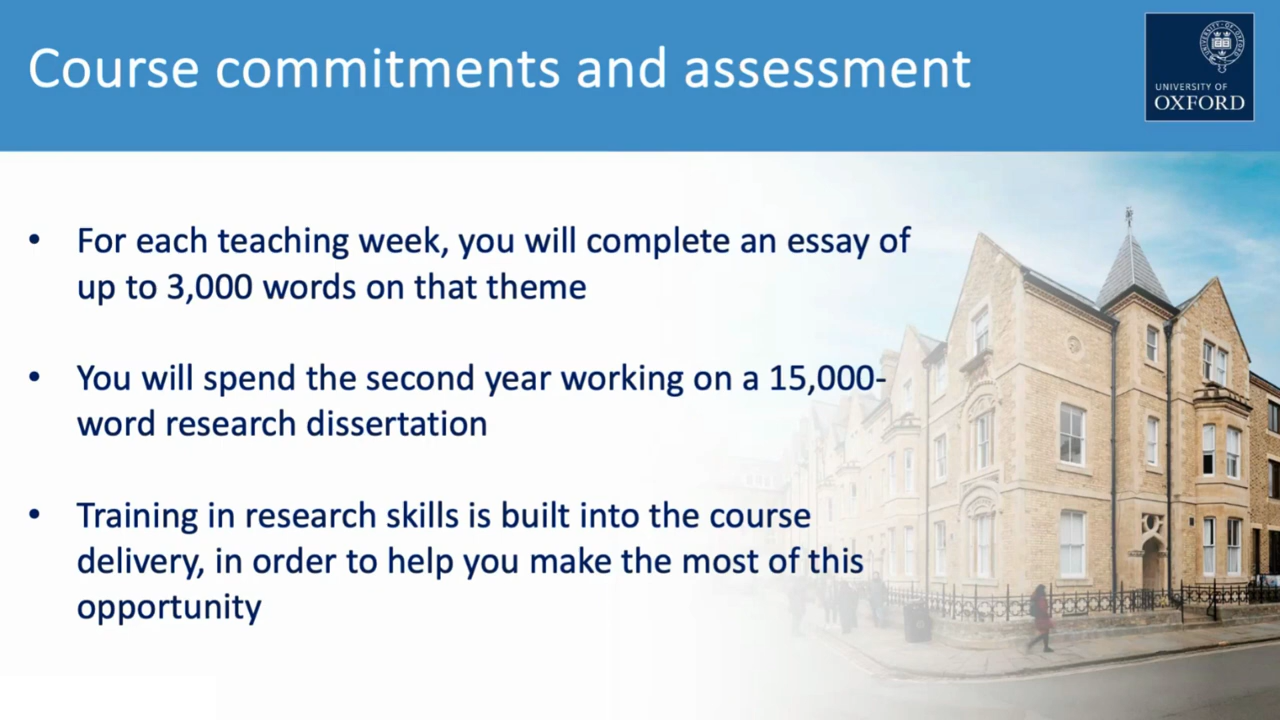 Course commitments and assessment
UNIVERSITY OF
OXFORD
• For each teaching week, you will complete an essay of
up to 3,000 words on that theme
• You will spend the second year working on a 15,000-
word research dissertation
• Training in research skills is built into the course
delivery, in order to help you make the most of this
opportunity